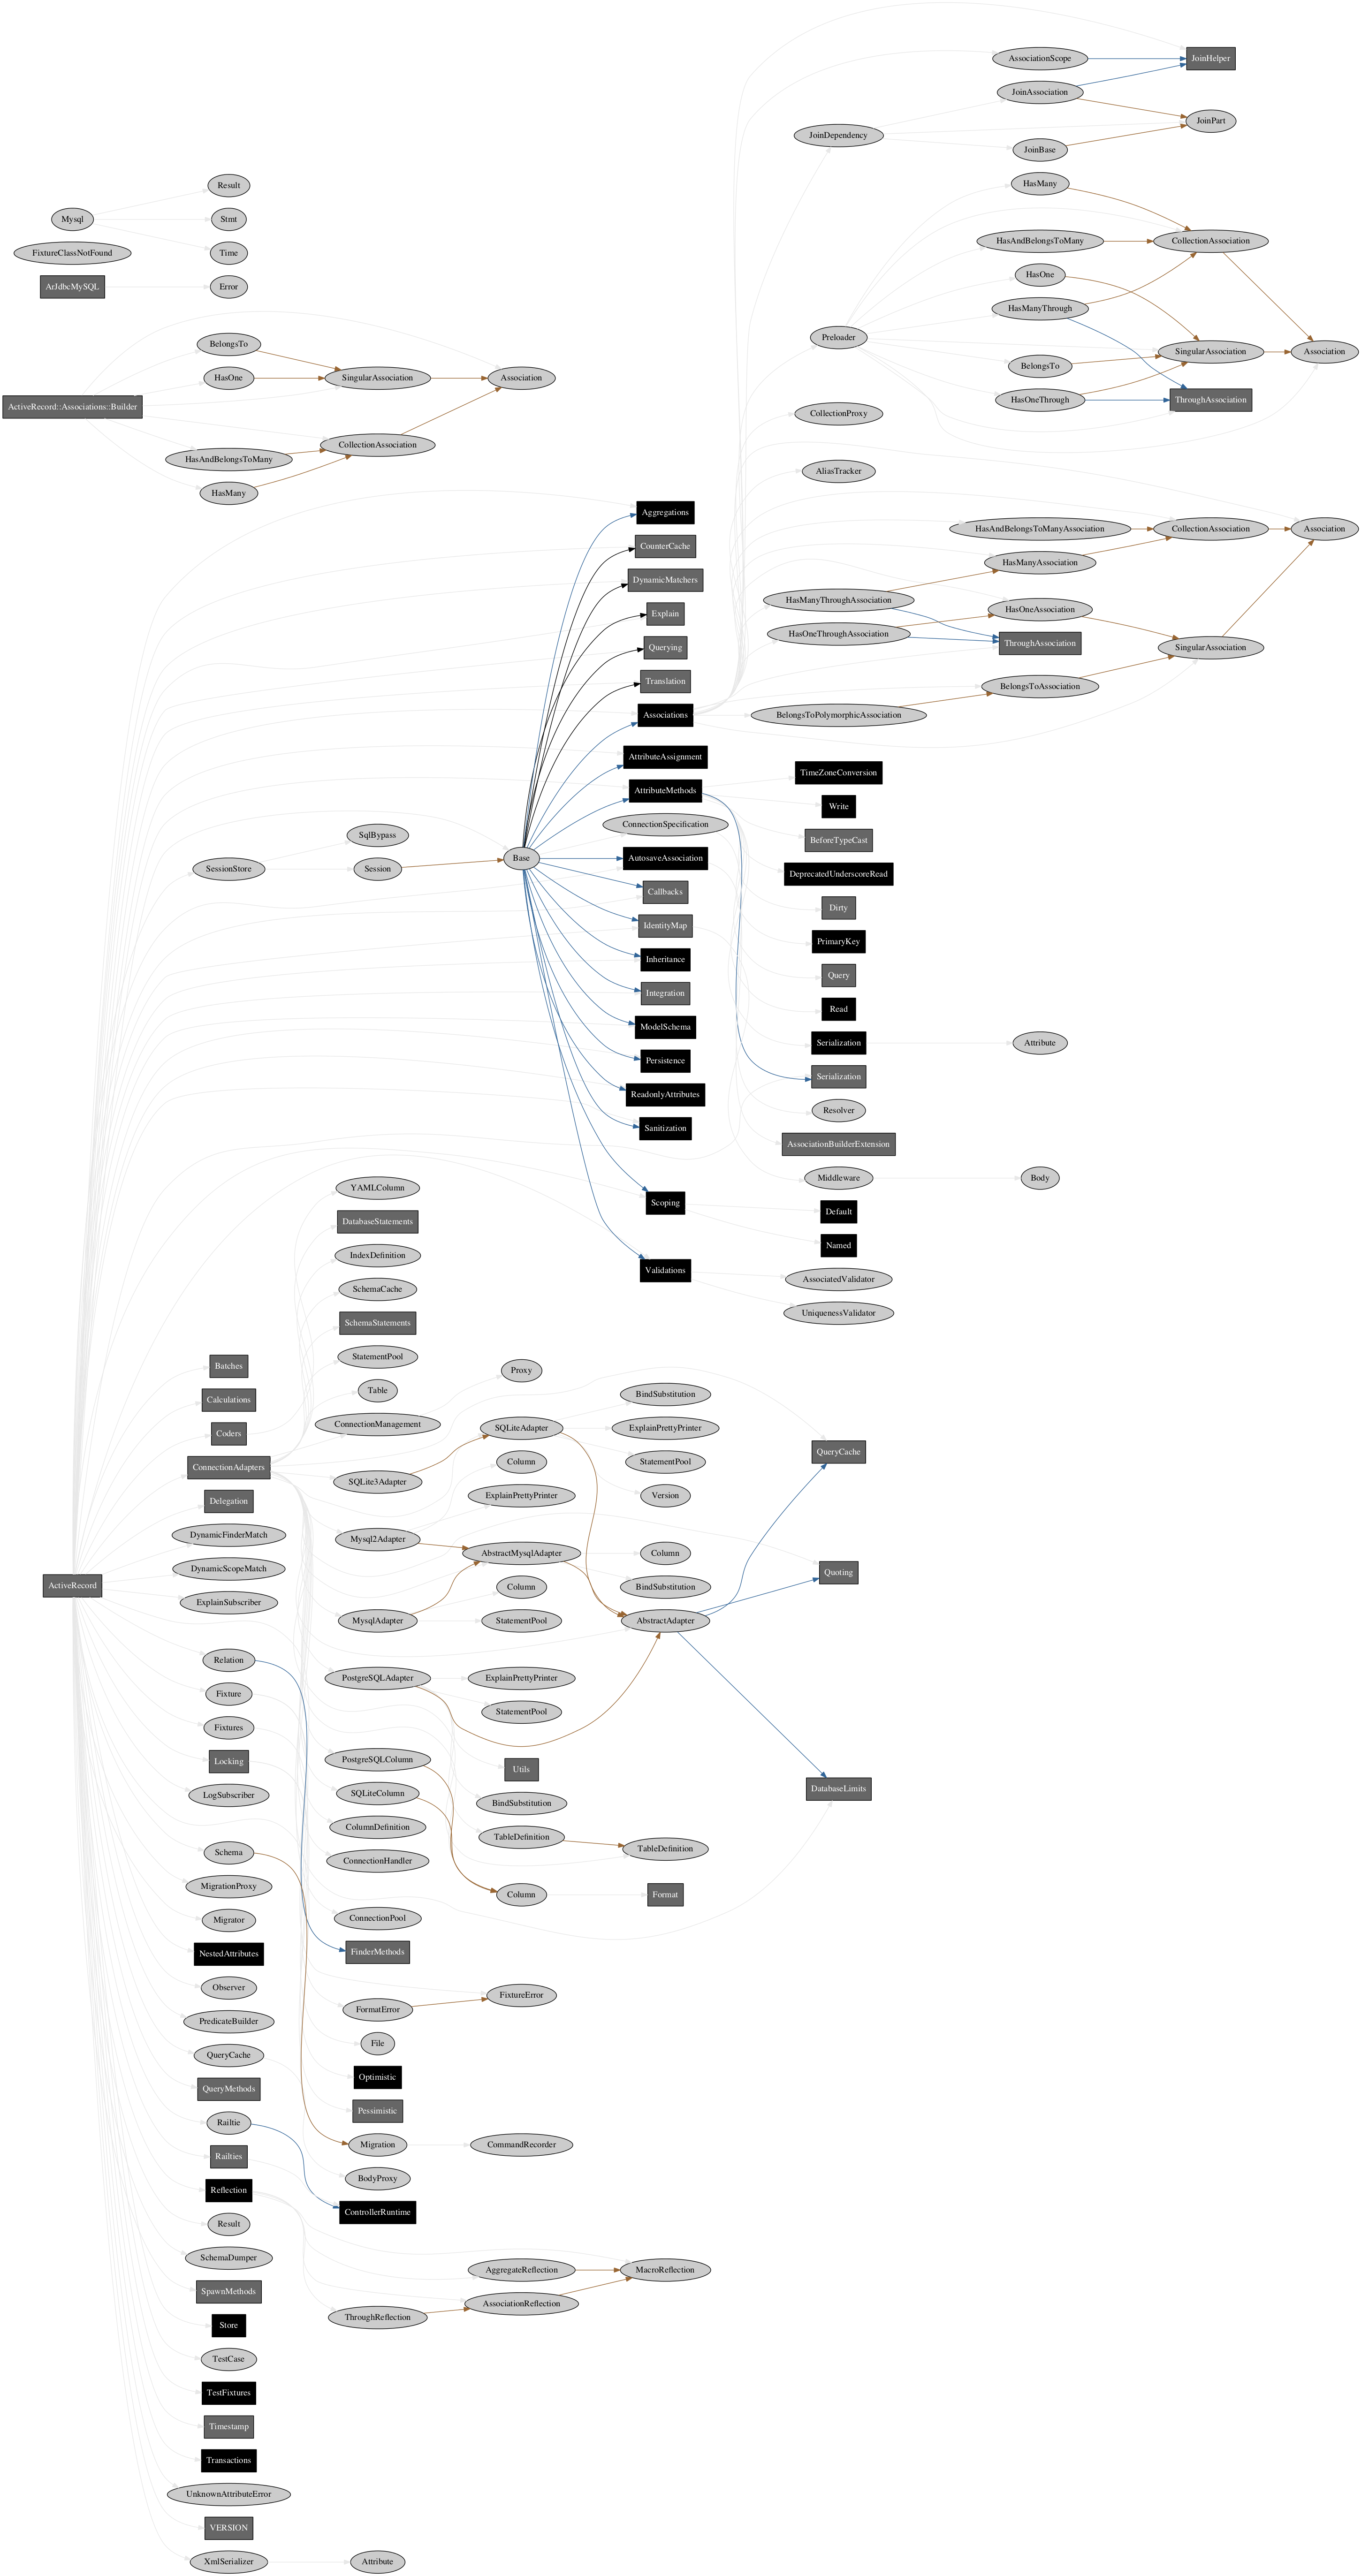 Mysql
Result
Stmt
Time
FixtureClassNotFound
ArJdbcMySQL
Error
ActiveRecord::Associations::Builder
BelongsTo
HasOne
SingularAssociation
Association
HasAndBelongsToMany
CollectionAssociation
HasMany
JoinDependency
AssociationScope
JoinHelper
JoinAssociation
JoinPart
JoinBase
Preloader
HasMany
HasAndBelongsToMany
CollectionAssociation
HasOne
HasManyThrough
BelongsTo
SingularAssociation
Association
HasOneThrough
ThroughAssociation
CollectionProxy
AliasTracker
HasAndBelongsToManyAssociation
CollectionAssociation
Association
HasManyAssociation
HasManyThroughAssociation
HasOneAssociation
HasOneThroughAssociation
ThroughAssociation
SingularAssociation
BelongsToAssociation
BelongsToPolymorphicAssociation
Aggregations
CounterCache
DynamicMatchers
Explain
Querying
Translation
Associations
AttributeAssignment
AttributeMethods
ConnectionSpecification
SessionStore
SqlBypass
Session
Base
AutosaveAssociation
Callbacks
IdentityMap
Inheritance
Integration
ModelSchema
Persistence
ReadonlyAttributes
Sanitization
Scoping
Validations
TimeZoneConversion
Write
BeforeTypeCast
DeprecatedUnderscoreRead
Dirty
PrimaryKey
Query
Read
Serialization
Attribute
Serialization
Resolver
AssociationBuilderExtension
Middleware
Body
Default
Named
AssociatedValidator
UniquenessValidator
ActiveRecord
Batches
Calculations
Coders
ConnectionAdapters
Delegation
DynamicFinderMatch
DynamicScopeMatch
ExplainSubscriber
Relation
Fixture
Fixtures
Locking
LogSubscriber
Schema
MigrationProxy
Migrator
NestedAttributes
Observer
PredicateBuilder
QueryCache
QueryMethods
Railtie
Railties
Reflection
Result
SchemaDumper
SpawnMethods
Store
TestCase
TestFixtures
Timestamp
Transactions
UnknownAttributeError
VERSION
XmlSerializer
YAMLColumn
DatabaseStatements
IndexDefinition
SchemaCache
SchemaStatements
StatementPool
Table
ConnectionManagement
SQLite3Adapter
Mysql2Adapter
MysqlAdapter
PostgreSQLAdapter
PostgreSQLColumn
SQLiteColumn
ColumnDefinition
ConnectionHandler
ConnectionPool
FinderMethods
FormatError
File
Optimistic
Pessimistic
Migration
BodyProxy
ControllerRuntime
ThroughReflection
Attribute
Proxy
SQLiteAdapter
Column
ExplainPrettyPrinter
AbstractMysqlAdapter
Column
StatementPool
ExplainPrettyPrinter
StatementPool
Utils
BindSubstitution
TableDefinition
Column
FixtureError
CommandRecorder
AggregateReflection
AssociationReflection
BindSubstitution
ExplainPrettyPrinter
StatementPool
Version
Column
BindSubstitution
AbstractAdapter
TableDefinition
Format
MacroReflection
QueryCache
Quoting
DatabaseLimits